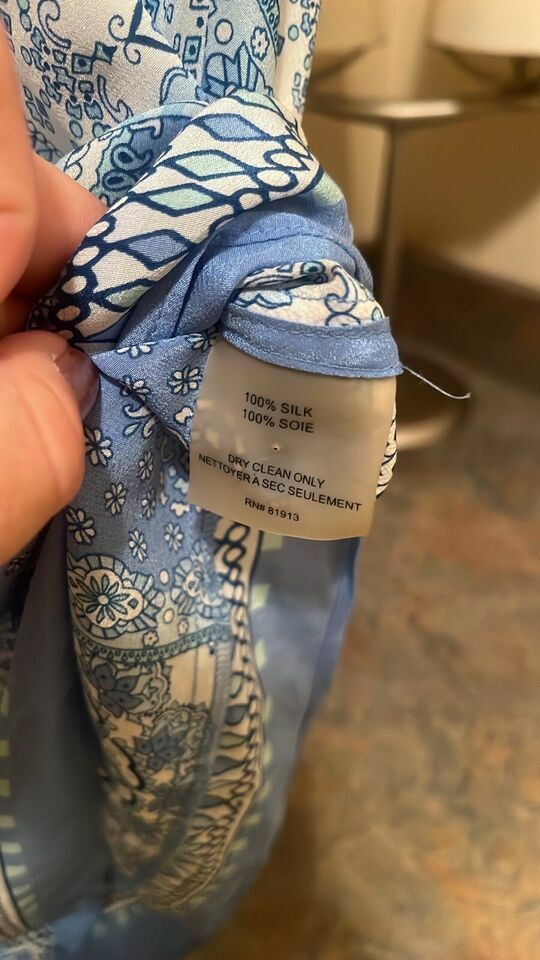 100% SILK
100% SOIE
DRY CLEAN ONLY
NETTOYER À SEC SEULEMENT
RN# 81913